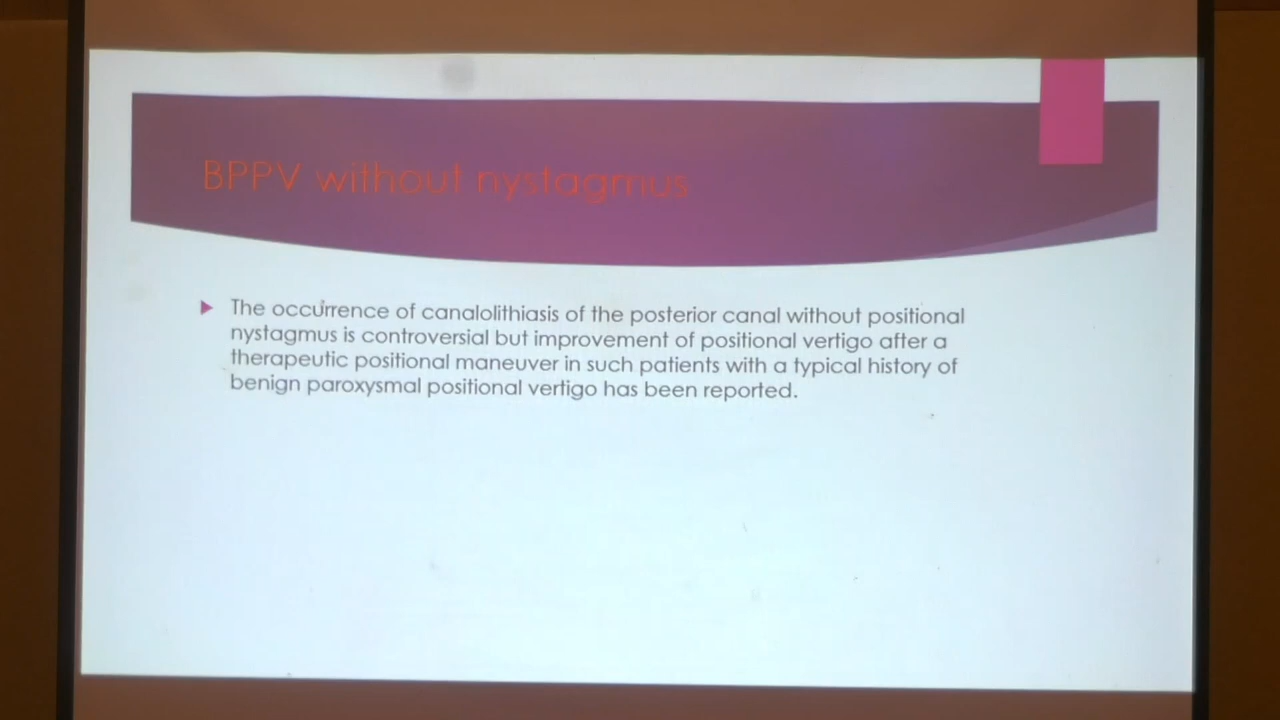 BPPV without nystagmus
The occurrence of canalolithiasis of the posterior canal without positional
nystagmus is controversial but improvement of positional vertigo after a
therapeutic positional maneuver in such patients with a typical history of
benign paroxysmal positional vertigo has been reported.